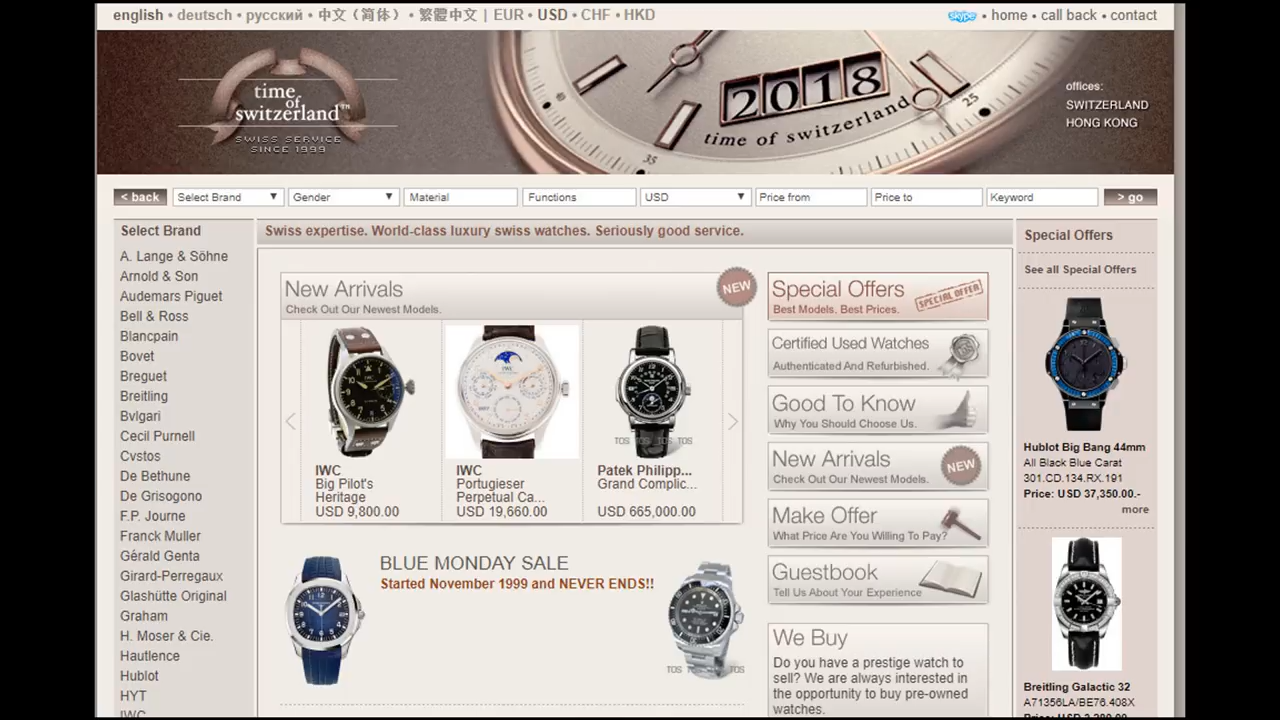 english • deutsch • русский • 中文（简体） • 繁體中文 | EUR • USD • CHF • HKD
skype • home • call back • contact
time
of
switzerland™
SWISS SERVICE
SINCE 1999
2018
time of switzerland
40
35
25
offices:
SWITZERLAND
HONG KONG
< back
Select Brand ▼
Gender ▼
Material
Functions
USD ▼
Price from
Price to
Keyword
> go
Select Brand
A. Lange & Söhne
Arnold & Son
Audemars Piguet
Bell & Ross
Blancpain
Bovet
Breguet
Breitling
Bvlgari
Cecil Purnell
Cvstos
De Bethune
De Grisogono
F.P. Journe
Franck Muller
Gérald Genta
Girard-Perregaux
Glashütte Original
Graham
H. Moser & Cie.
Hautlence
Hublot
HYT
IWC
Swiss expertise. World-class luxury swiss watches. Seriously good service.
New Arrivals
Check Out Our Newest Models.
NEW
IWC
Big Pilot's
Heritage
USD 9,800.00
IWC
Portugieser
Perpetual Ca...
USD 19,660.00
TOS TOS TOS TOS
Patek Philipp...
Grand Complic...
USD 665,000.00
BLUE MONDAY SALE
Started November 1999 and NEVER ENDS!!
TOS TOS TOS TOS
Special Offers
Best Models. Best Prices.
SPECIAL OFFER
Certified Used Watches
Authenticated And Refurbished.
Good To Know
Why You Should Choose Us.
New Arrivals
Check Out Our Newest Models.
NEW
Make Offer
What Price Are You Willing To Pay?
Guestbook
Tell Us About Your Experience
We Buy
Do you have a prestige watch to
sell? We are always interested in
the opportunity to buy pre-owned
watches.
Special Offers
See all Special Offers
Hublot Big Bang 44mm
All Black Blue Carat
301.CD.134.RX.191
Price: USD 37,350.00.-
more
Breitling Galactic 32
A71356LA/BE76.408X